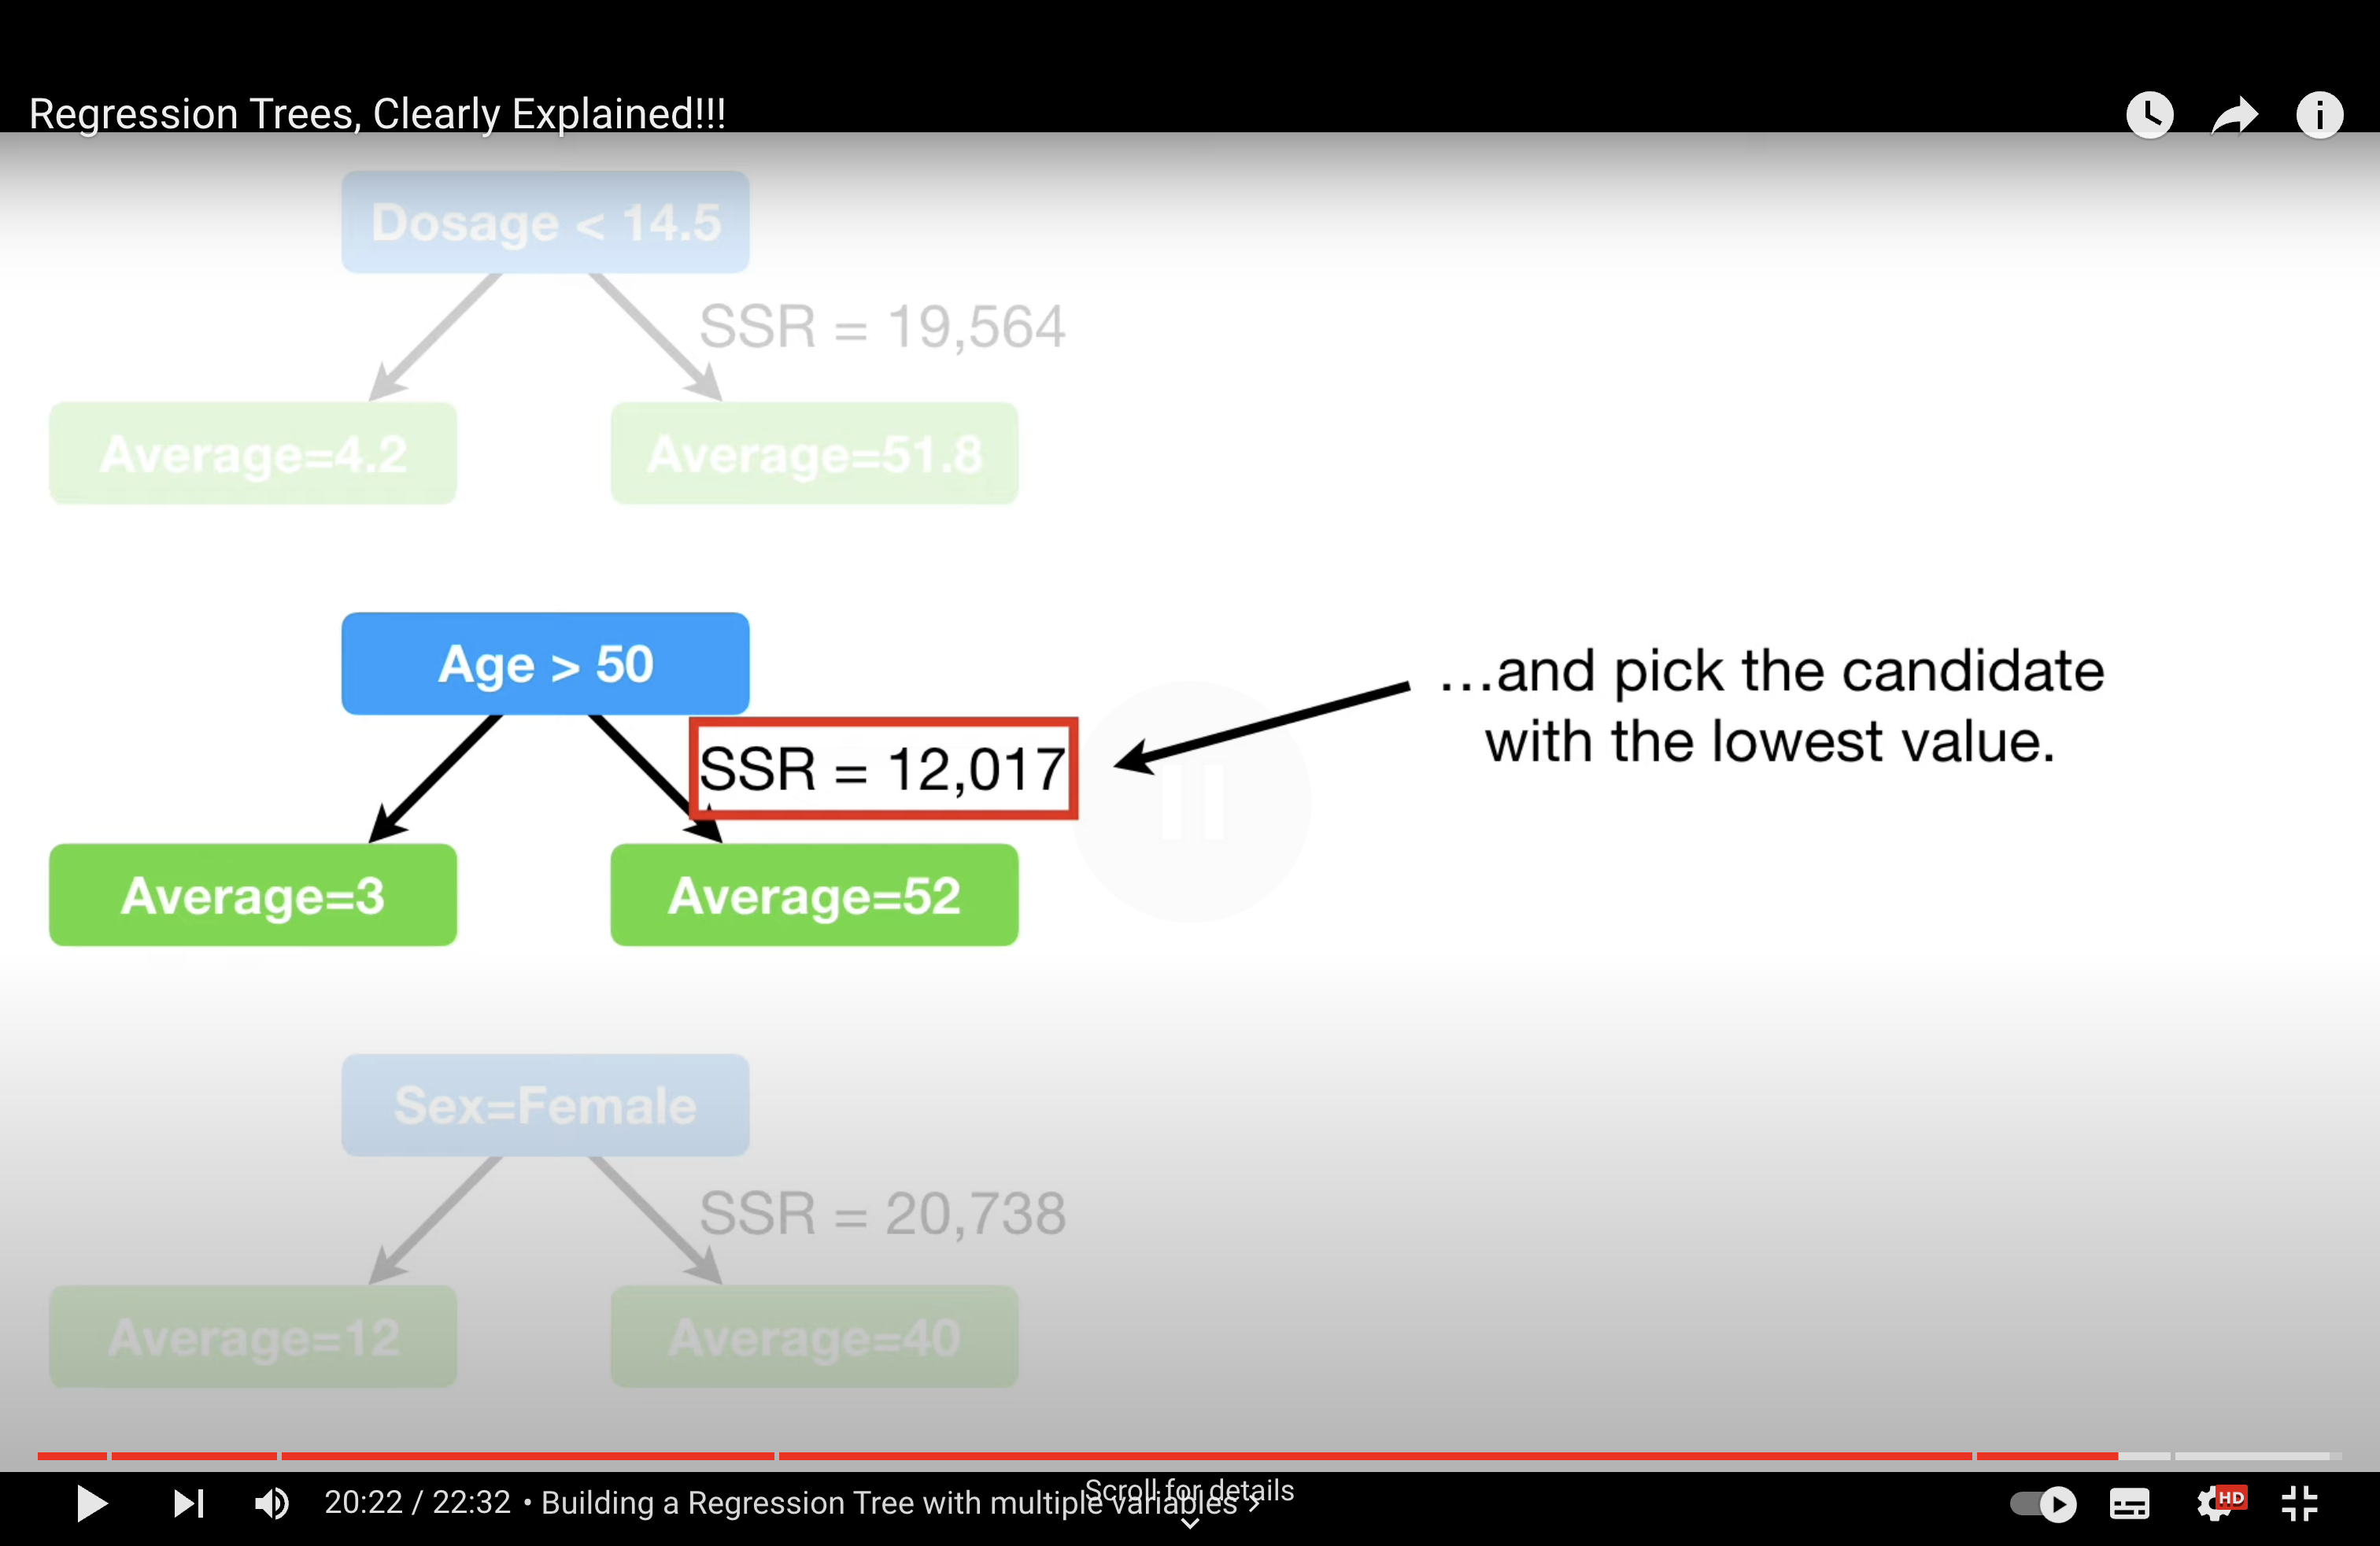 Regression Trees, Clearly Explained!!!
Dosage < 14.5
SSR = 19,564
Average=4.2
Average=51.8
Age > 50
SSR = 12,017
…and pick the candidate
with the lowest value.
Average=3
Average=52
Sex=Female
SSR = 20,738
Average=12
Average=40
20:22 / 22:32 • Building a Regression Tree with multiple variables >
Scroll for details
HD